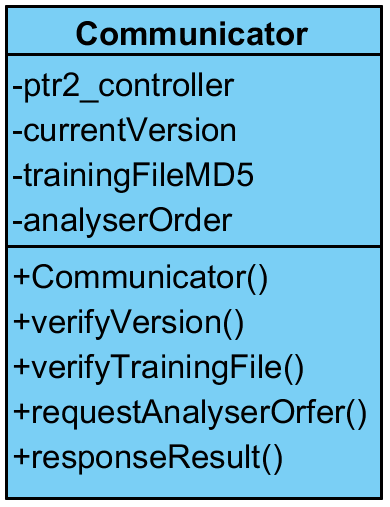 Communicator
-ptr2_controller
-currentVersion
-trainingFileMD5
-analyserOrder
+Communicator()
+verifyVersion()
+verifyTrainingFile()
+requestAnalyserOrfer()
+responseResult()